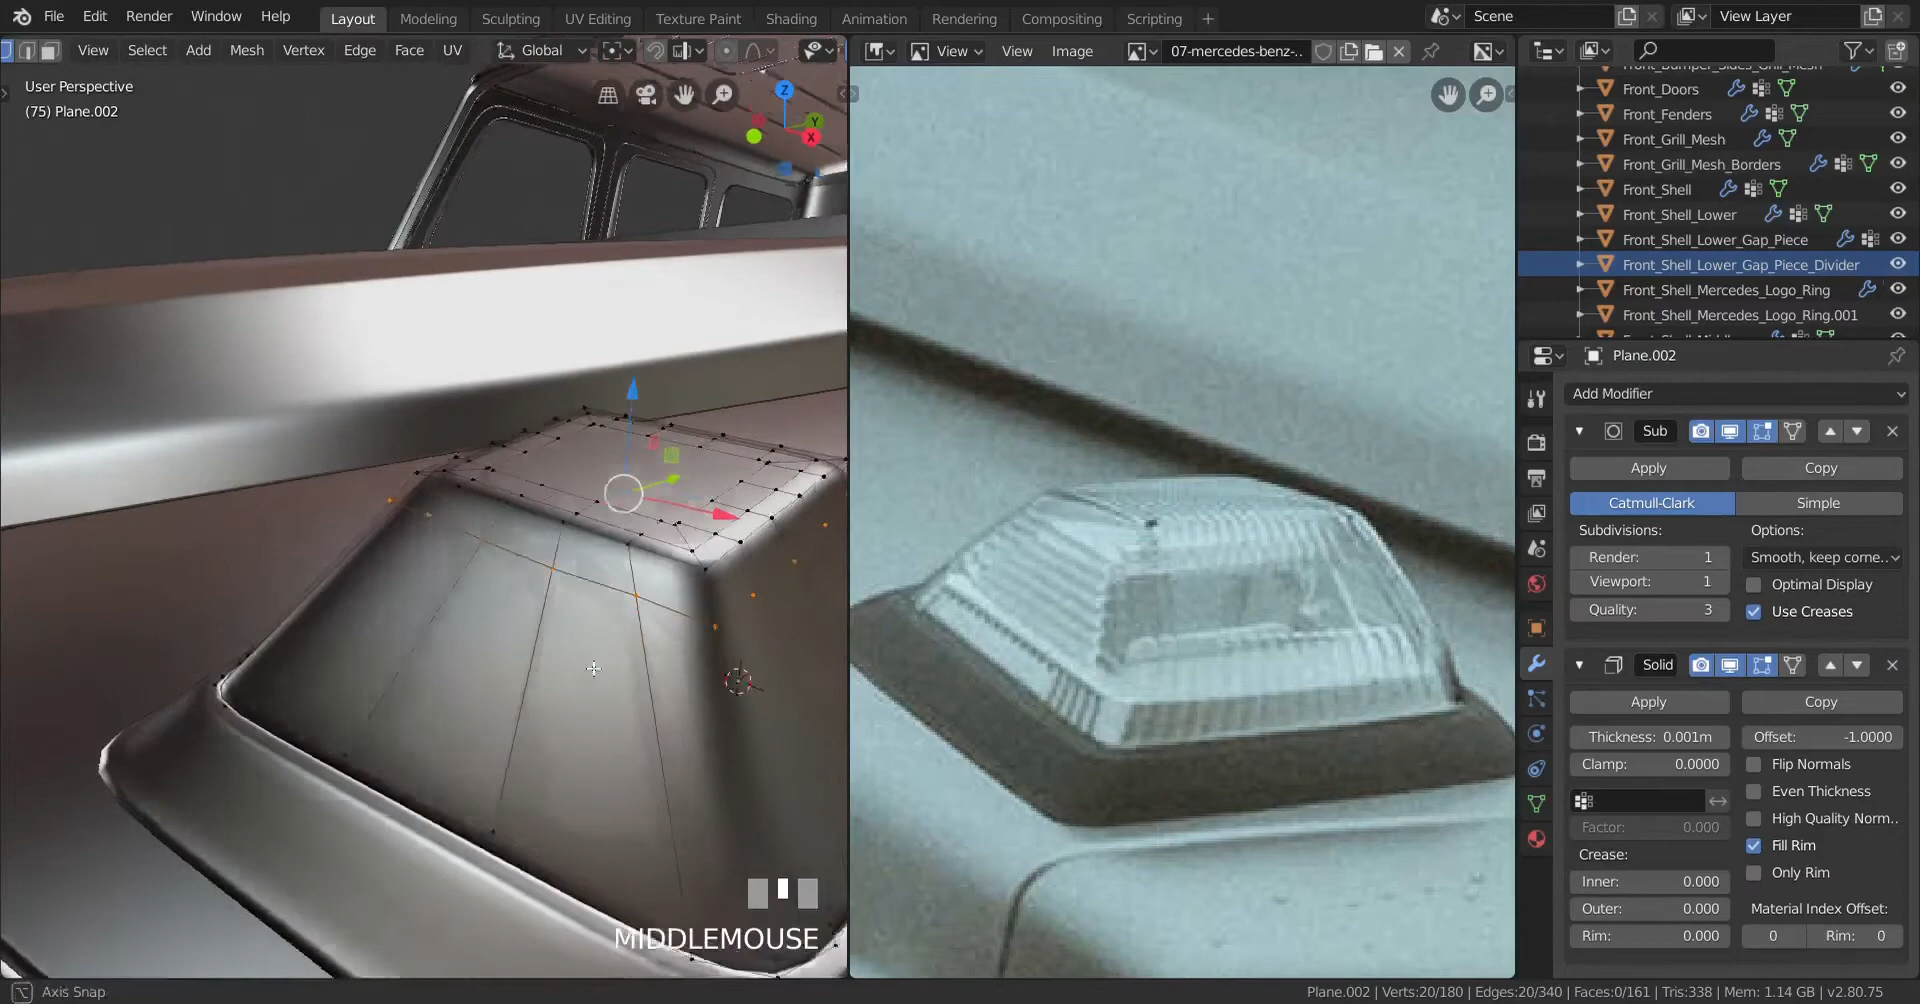 File Edit Render Window Help Layout Modeling Sculpting UV Editing Texture Paint Shading Animation Rendering Compositing Scripting + Scene View Layer
View Select Add Mesh Vertex Edge Face UV Global View View Image 07-mercedes-benz-..
User Perspective
(75) Plane.002
Z
Y
X
MIDDLEMOUSE
Front_Bumper_Sides_Grill_Mesh
Front_Doors
Front_Fenders
Front_Grill_Mesh
Front_Grill_Mesh_Borders
Front_Shell
Front_Shell_Lower
Front_Shell_Lower_Gap_Piece
Front_Shell_Lower_Gap_Piece_Divider
Front_Shell_Mercedes_Logo_Ring
Front_Shell_Mercedes_Logo_Ring.001
Plane.002
Add Modifier
Sub
Apply Copy
Catmull-Clark Simple
Subdivisions: Options:
Render: 1 Smooth, keep corne..
Viewport: 1 Optimal Display
Quality: 3 Use Creases
Solid
Apply Copy
Thickness: 0.001m Offset: -1.0000
Clamp: 0.0000 Flip Normals
Even Thickness
Factor: 0.000 High Quality Norm..
Crease: Fill Rim
Inner: 0.000 Only Rim
Outer: 0.000 Material Index Offset:
Rim: 0.000 0 Rim: 0
Axis Snap Plane.002 | Verts:20/180 | Edges:20/340 | Faces:0/161 | Tris:338 | Mem: 1.14 GB | v2.80.75